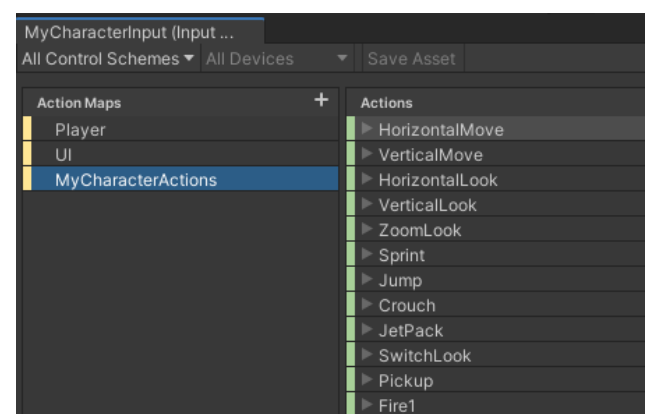 MyCharacterInput (Input ...
All Control Schemes All Devices Save Asset
Action Maps +
Player
UI
MyCharacterActions
Actions
HorizontalMove
VerticalMove
HorizontalLook
VerticalLook
ZoomLook
Sprint
Jump
Crouch
JetPack
SwitchLook
Pickup
Fire1